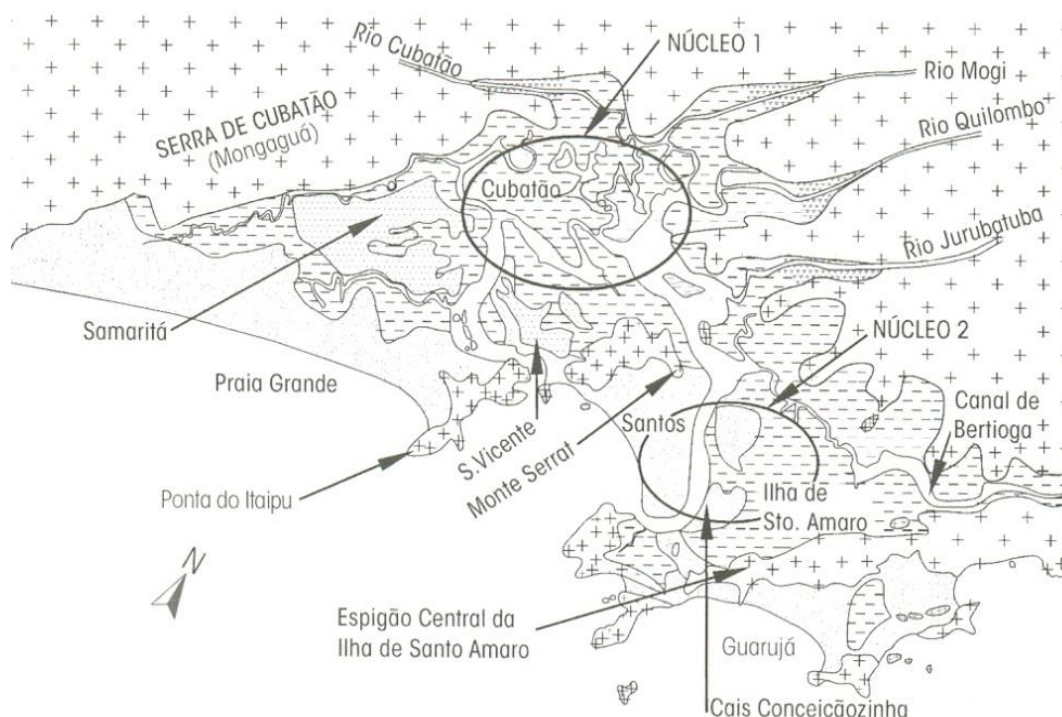 Rio Cubatão
NÚCLEO 1
Rio Mogi
SERRA DE CUBATÃO
(Mongaguá)
Rio Quilombo
Cubatão
Rio Jurubatuba
Samaritá
NÚCLEO 2
Praia Grande
Canal de
Bertioga
Santos
S.Vicente
Monte Serrat
Ponta do Itaipu
Ilha de
Sto. Amaro
N
Espigão Central da
Ilha de Santo Amaro
Guarujá
Cais Conceiçãozinha